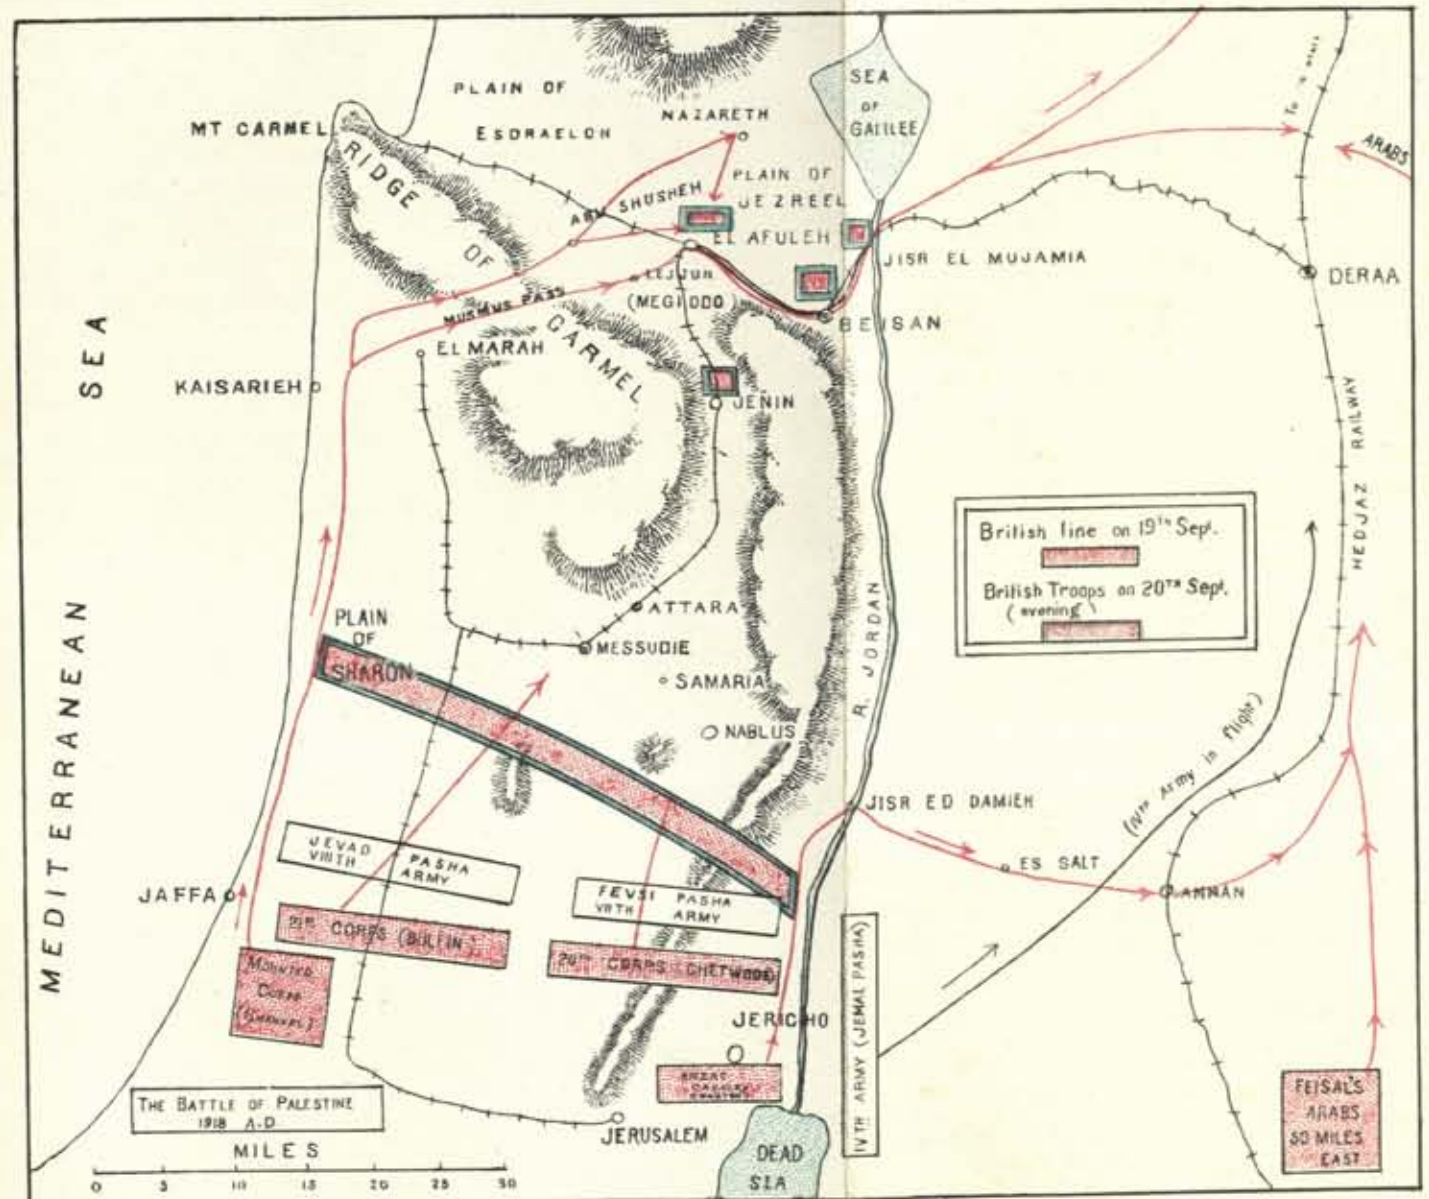 PLAIN OF
ESDRAELON
MT CARMEL
NAZARETH
SEA
OF
GALILEE
RIDGE
OF
CARMEL
ABU SHUSHEH
PLAIN OF
JEZREEL
EL AFULEH
ARABS
JISR EL MUJAMIA
DERAA
LEJJUN
(MEGIDDO)
MUSMUS PASS
BEISAN
EL MARAH
KAISARIEH
JENIN
MEDITERRANEAN SEA
HEDJAZ RAILWAY
British line on 19TH Sept.
British Troops on 20TH Sept.
(evening)
PLAIN
OF
SHARON
ATTARA
MESSUDIE
SAMARIA
NABLUS
R. JORDAN
(IVTH Army in flight)
JISR ED DAMIEH
ES SALT
AMMAN
JEVAD PASHA
VIIITH ARMY
JAFFA
FEVSI PASHA
VIITH ARMY
21ST CORPS (BULFIN)
20TH CORPS (CHETWODE)
MOUNTED
CORPS
JERICHO
IVTH ARMY (JEMAL PASHA)
FEISAL'S
ARABS
50 MILES
EAST
THE BATTLE OF PALESTINE
1918 A.D
MILES
0 5 10 15 20 25 30
JERUSALEM
DEAD
SEA